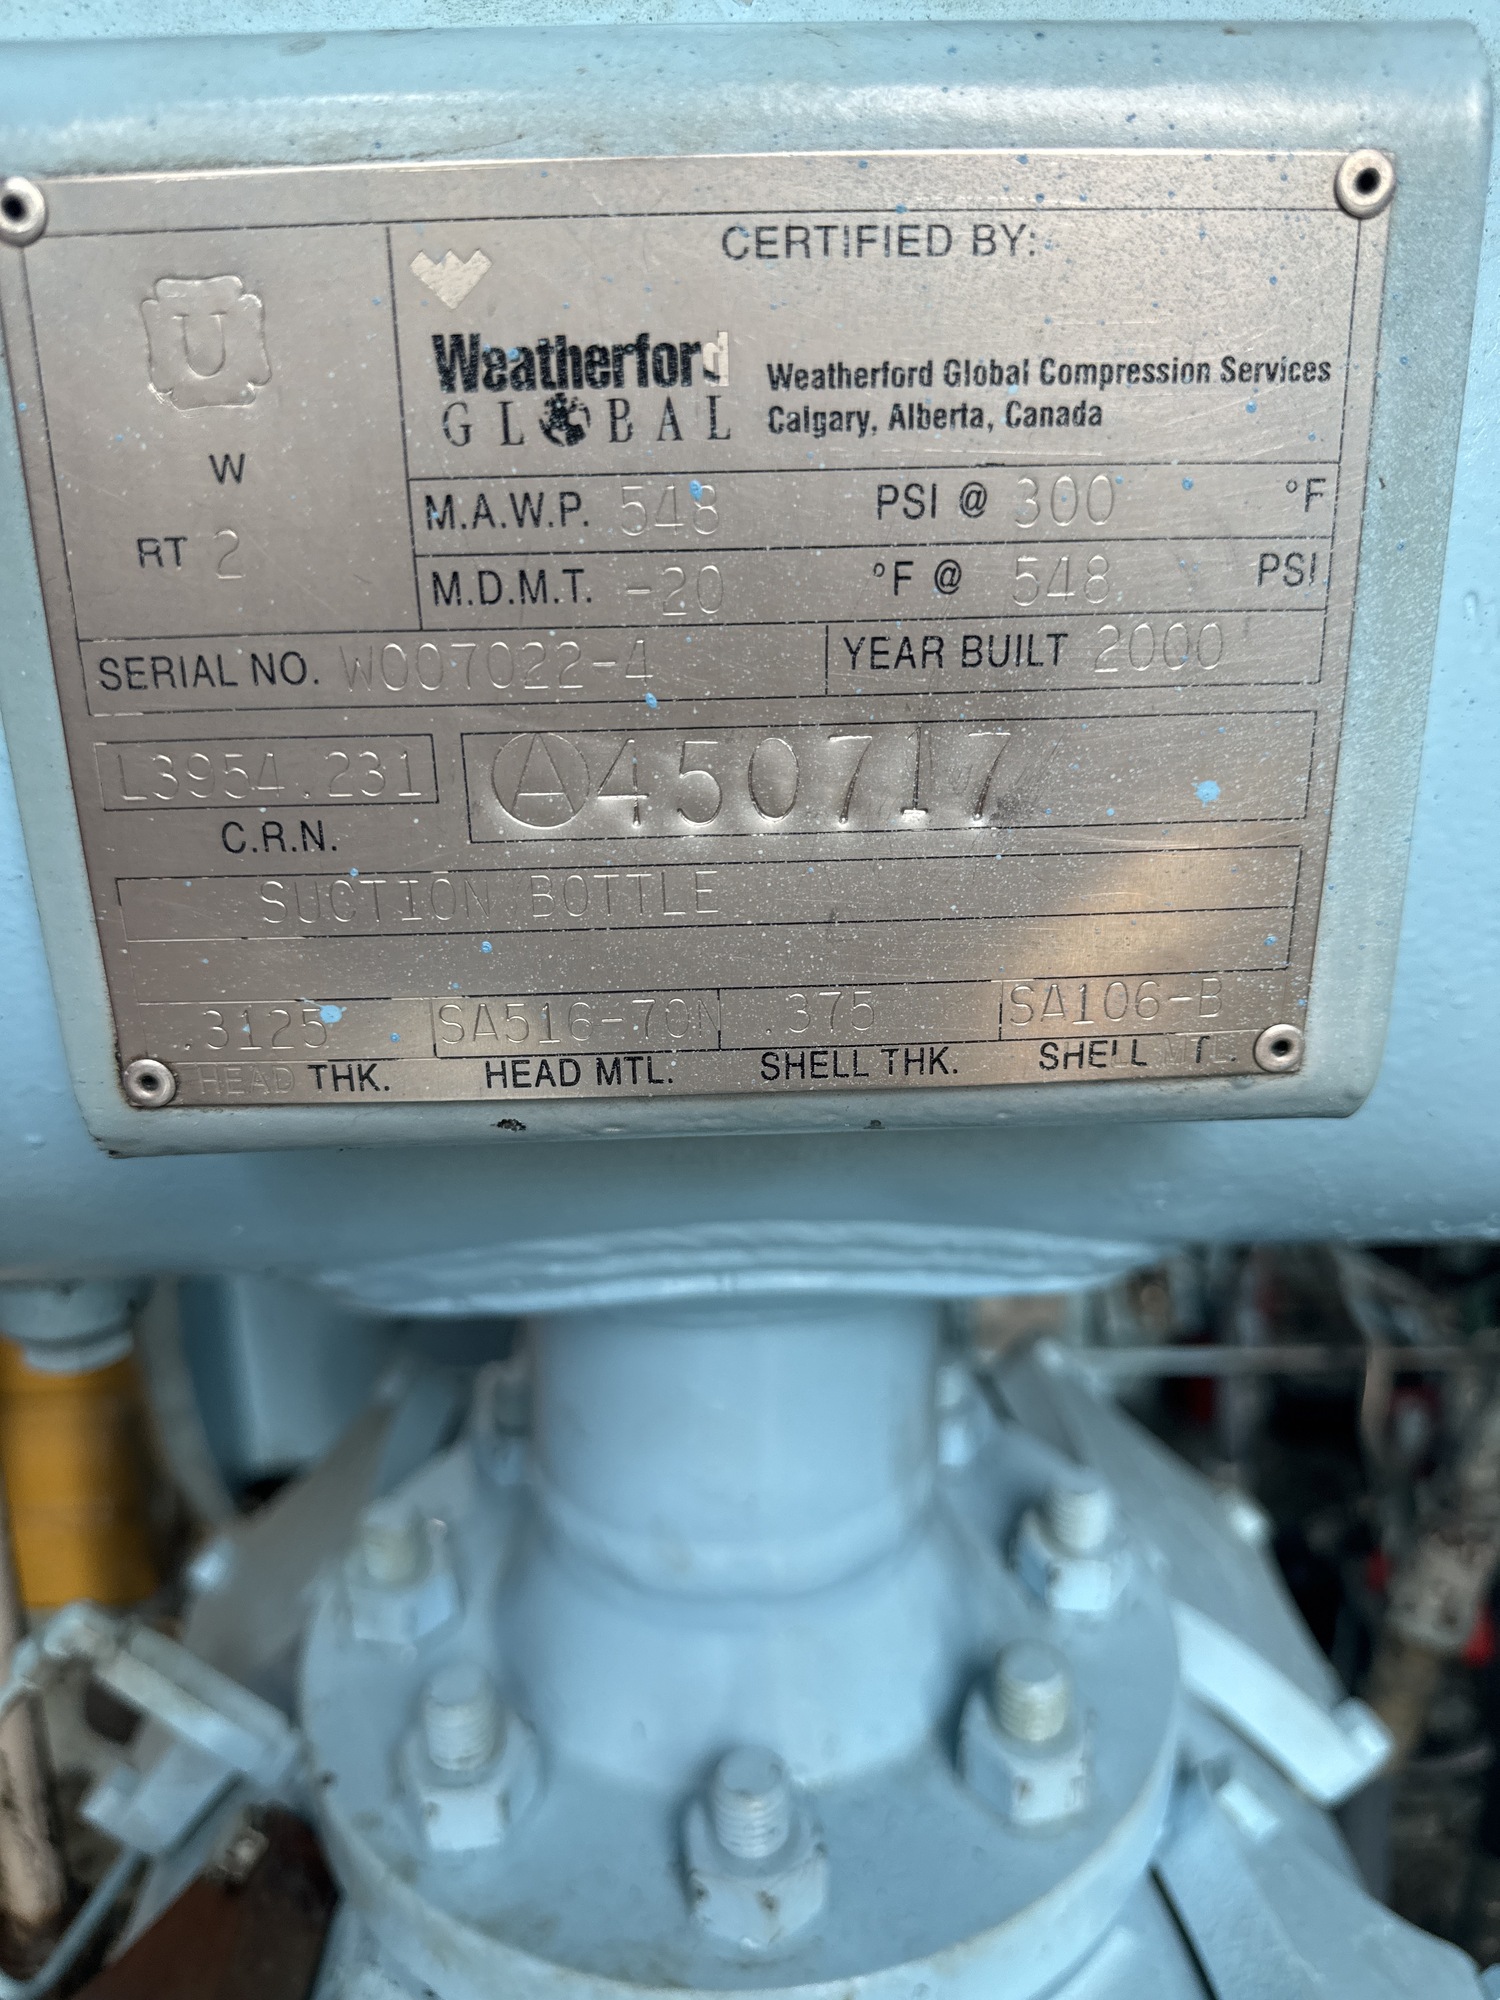 CERTIFIED BY:
U
Weatherford
GLOBAL
Weatherford Global Compression Services
Calgary, Alberta, Canada
W
RT 2
M.A.W.P. 548 PSI @ 300 °F
M.D.M.T. -20 °F @ 548 PSI
SERIAL NO. W007022-4 YEAR BUILT 2000
L3954.231 A450717
C.R.N.
SUCTION BOTTLE
.3125 SA516-70N .375 SA106-B
HEAD THK. HEAD MTL. SHELL THK. SHELL MTL.